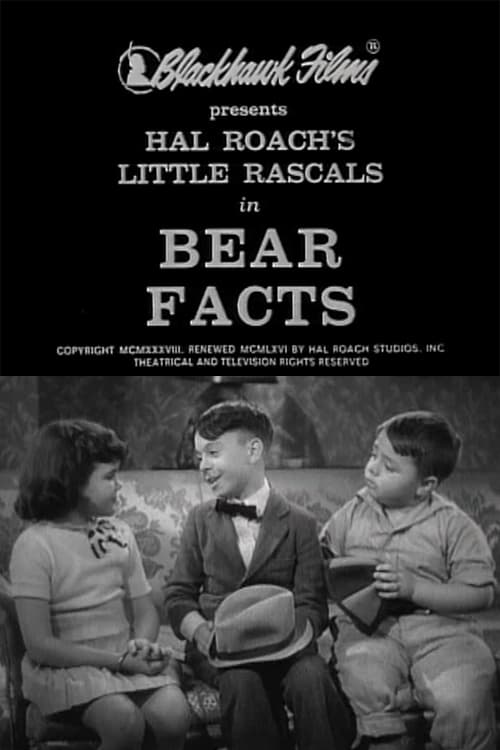 Blackhawk Films ®
presents
HAL ROACH'S
LITTLE RASCALS
in
BEAR
FACTS
COPYRIGHT MCMXXXVIII, RENEWED MCMLXVI BY HAL ROACH STUDIOS, INC
THEATRICAL AND TELEVISION RIGHTS RESERVED